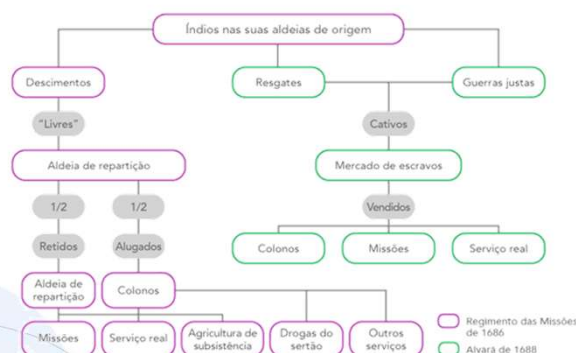 Índios nas suas aldeias de origem
Descimentos
Resgates
Guerras justas
"Livres"
Cativos
Aldeia de repartição
Mercado de escravos
1/2
1/2
Vendidos
Retidos
Alugados
Colonos
Missões
Serviço real
Aldeia de
repartição
Colonos
Missões
Serviço real
Agricultura de
subsistência
Drogas do
sertão
Outros
serviços
Regimento das Missões
de 1686
Alvará de 1688